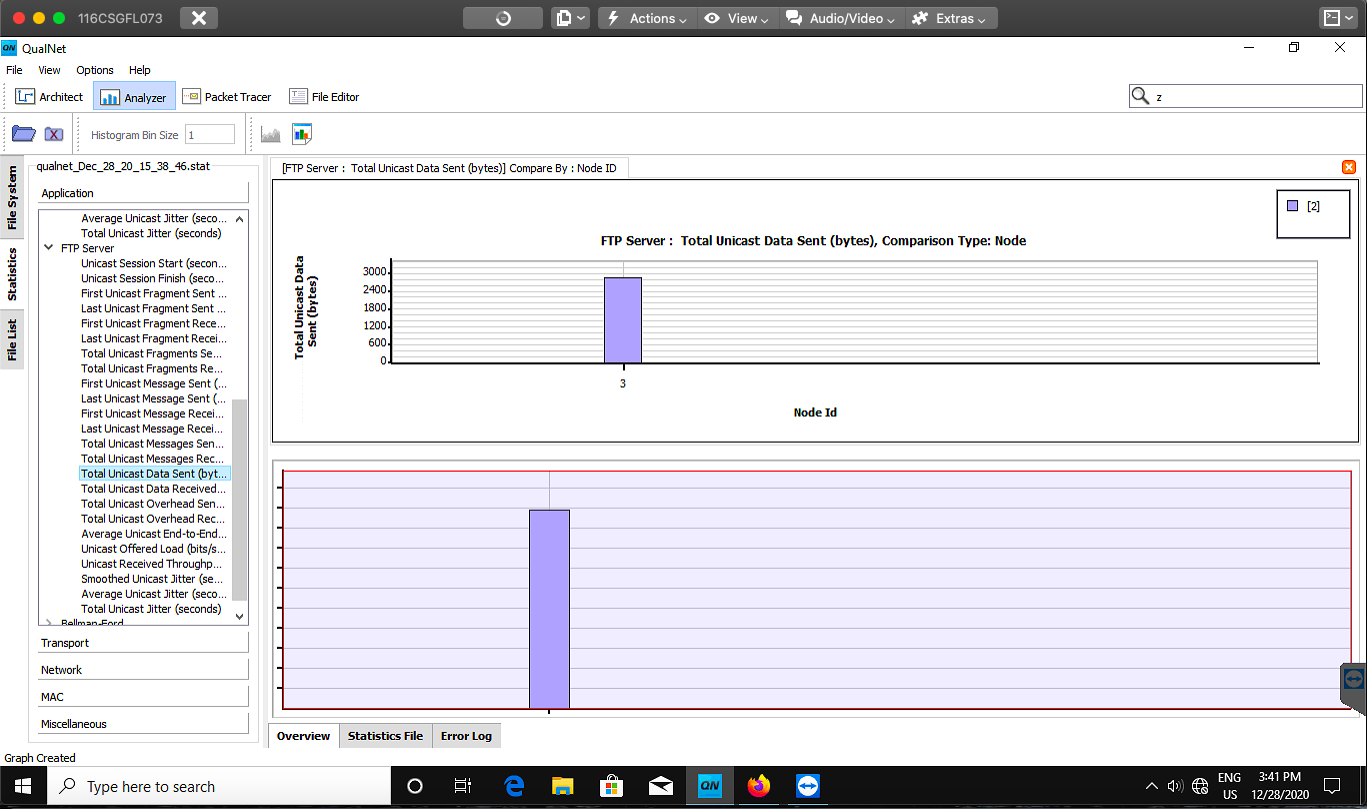 116CSGFL073
Actions
View
Audio/Video
Extras
QN QualNet
File View Options Help
Architect Analyzer Packet Tracer File Editor
z
Histogram Bin Size 1
qualnet_Dec_28_20_15_38_46.stat
File System
Statistics
File List
Application
Average Unicast Jitter (seco...
Total Unicast Jitter (seconds)
FTP Server
Unicast Session Start (secon...
Unicast Session Finish (seco...
First Unicast Fragment Sent ...
Last Unicast Fragment Sent ...
First Unicast Fragment Rece...
Last Unicast Fragment Recei...
Total Unicast Fragments Se...
Total Unicast Fragments Re...
First Unicast Message Sent (...
Last Unicast Message Sent (...
First Unicast Message Recei...
Last Unicast Message Recei...
Total Unicast Messages Sen...
Total Unicast Messages Rec...
Total Unicast Data Sent (byt...
Total Unicast Data Received...
Total Unicast Overhead Sen...
Total Unicast Overhead Rec...
Average Unicast End-to-End...
Unicast Offered Load (bits/s...
Unicast Received Throughp...
Smoothed Unicast Jitter (se...
Average Unicast Jitter (seco...
Total Unicast Jitter (seconds)
Bellman-Ford
Transport
Network
MAC
Miscellaneous
[FTP Server : Total Unicast Data Sent (bytes)] Compare By : Node ID
[2]
FTP Server : Total Unicast Data Sent (bytes), Comparison Type: Node
Total Unicast Data
Sent (bytes)
3000
2400
1800
1200
600
0
3
Node Id
Overview Statistics File Error Log
Graph Created
Type here to search
QN
ENG
US
3:41 PM
12/28/2020